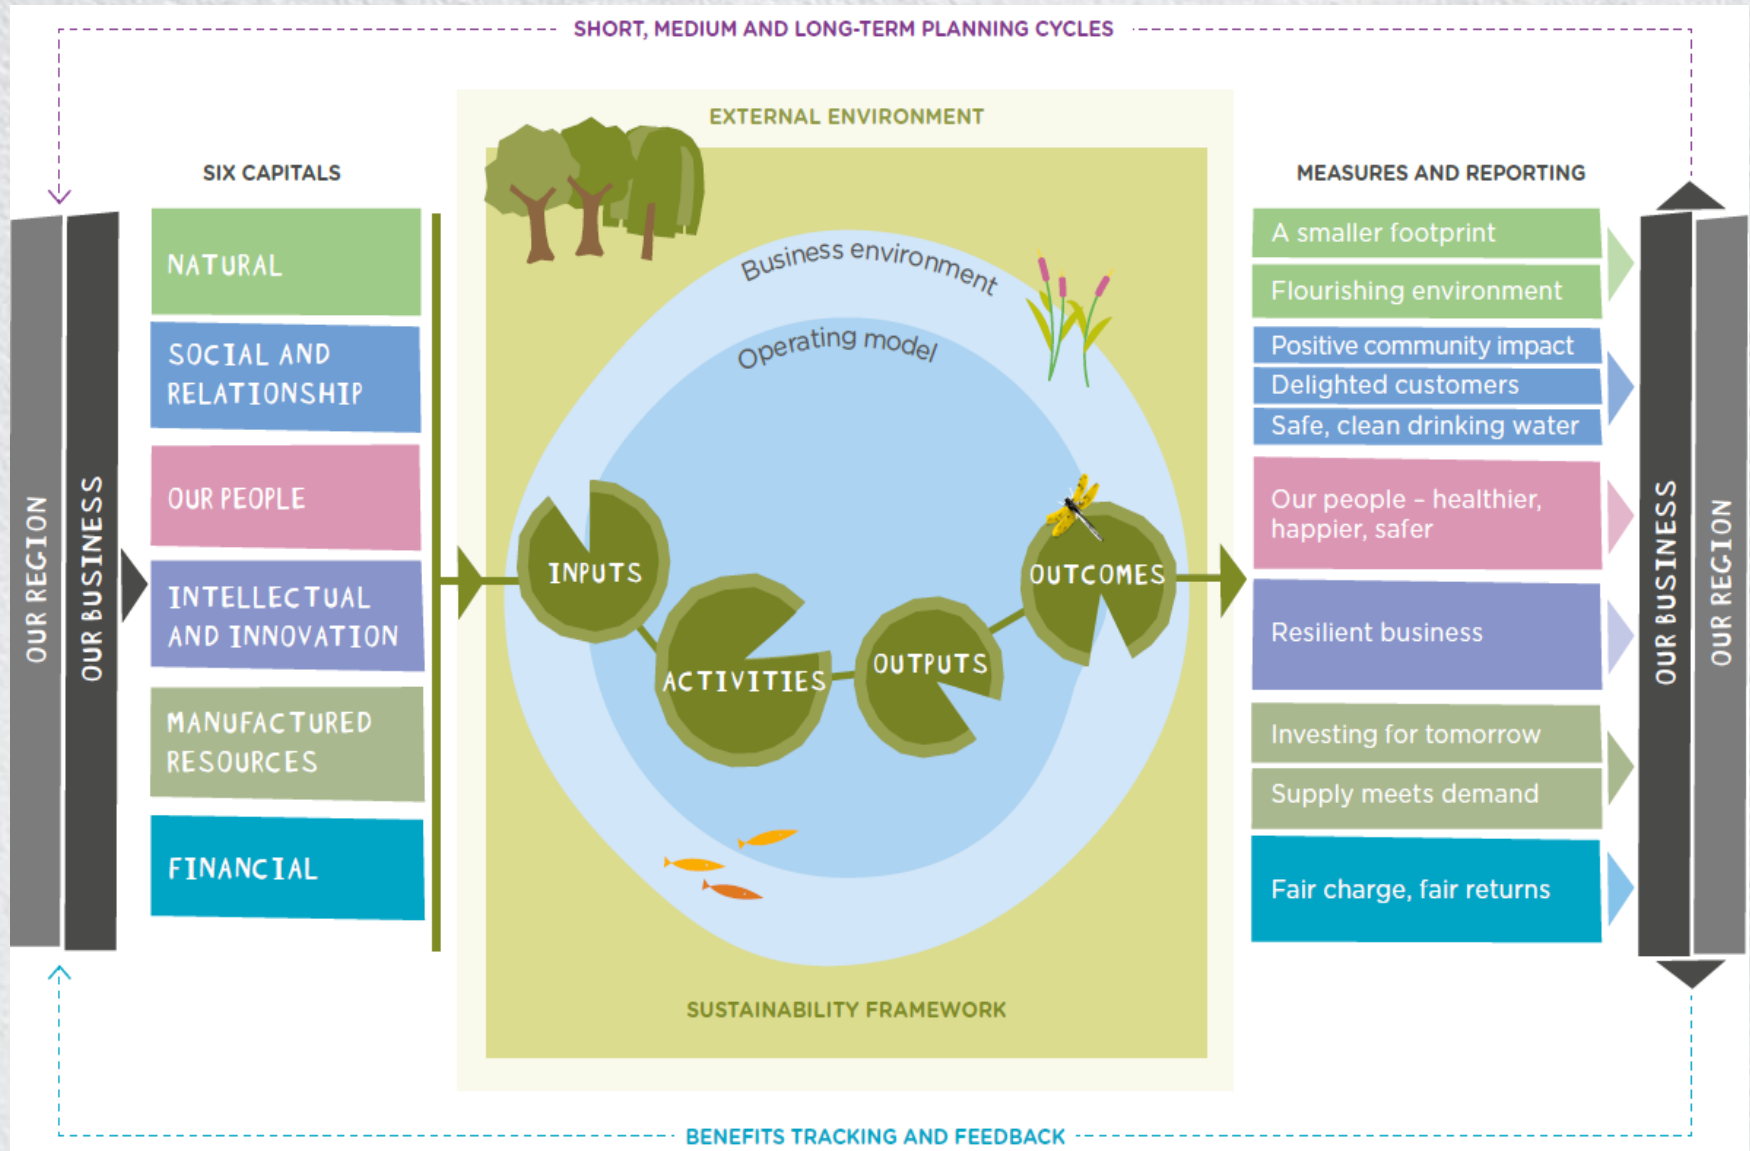 SHORT, MEDIUM AND LONG-TERM PLANNING CYCLES
OUR REGION
OUR BUSINESS
SIX CAPITALS
NATURAL
SOCIAL AND
RELATIONSHIP
OUR PEOPLE
INTELLECTUAL
AND INNOVATION
MANUFACTURED
RESOURCES
FINANCIAL
EXTERNAL ENVIRONMENT
Business environment
Operating model
INPUTS
ACTIVITIES
OUTPUTS
OUTCOMES
SUSTAINABILITY FRAMEWORK
MEASURES AND REPORTING
A smaller footprint
Flourishing environment
Positive community impact
Delighted customers
Safe, clean drinking water
Our people – healthier,
happier, safer
Resilient business
Investing for tomorrow
Supply meets demand
Fair charge, fair returns
OUR BUSINESS
OUR REGION
BENEFITS TRACKING AND FEEDBACK